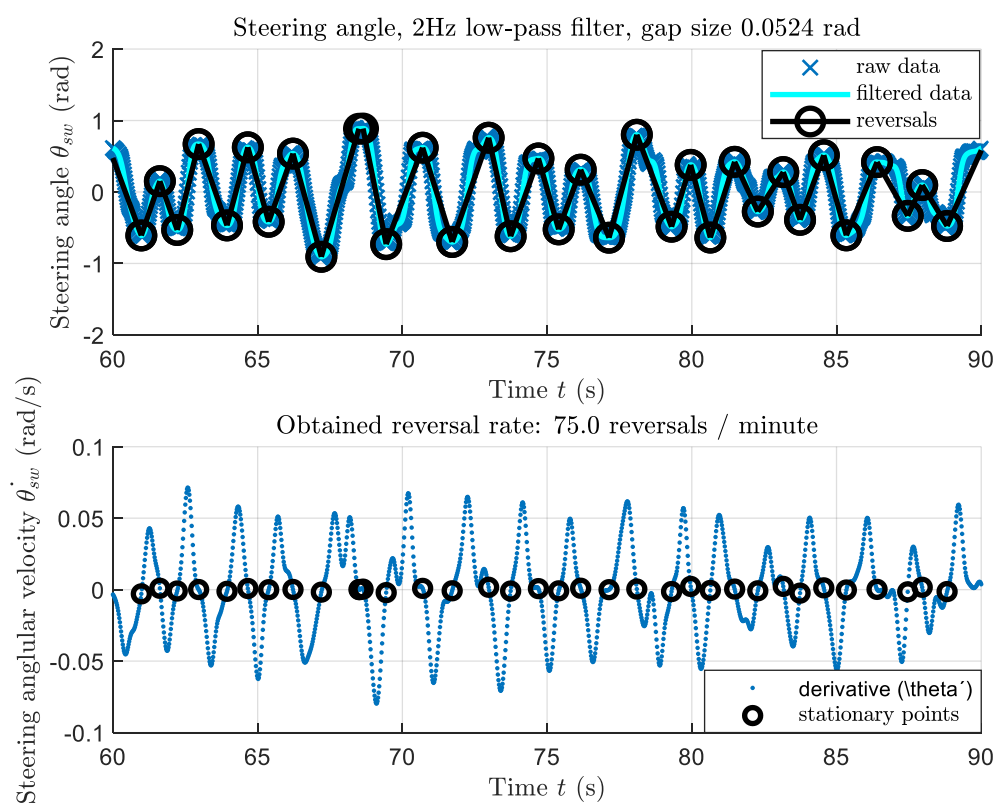 Steering angle, 2Hz low-pass filter, gap size 0.0524 rad
Steering angle θsw (rad)
2
1
0
-1
-2
raw data
filtered data
reversals
60 65 70 75 80 85 90
Time t (s)
Obtained reversal rate: 75.0 reversals / minute
Steering anglular velocity θ̇sw (rad/s)
0.1
0.05
0
-0.05
-0.1
derivative (\theta´)
stationary points
60 65 70 75 80 85 90
Time t (s)